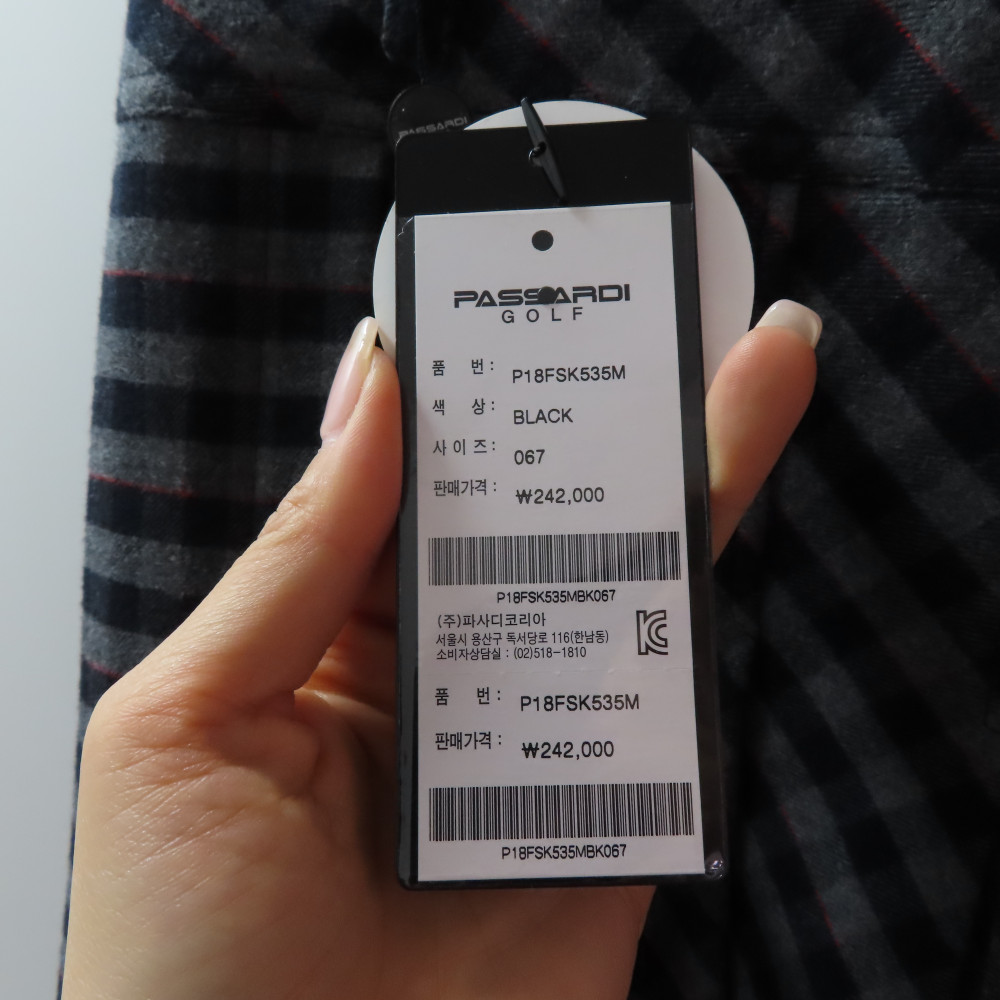 PASSARDI
PASSARDI
GOLF
품 번 : P18FSK535M
색 상 : BLACK
사 이 즈 : 067
판매가격 : ₩242,000
P18FSK535MBK067
(주)파사디코리아
서울시 용산구 독서당로 116(한남동)
소비자상담실 : (02)518-1810
품 번 : P18FSK535M
판매가격 : ₩242,000
P18FSK535MBK067